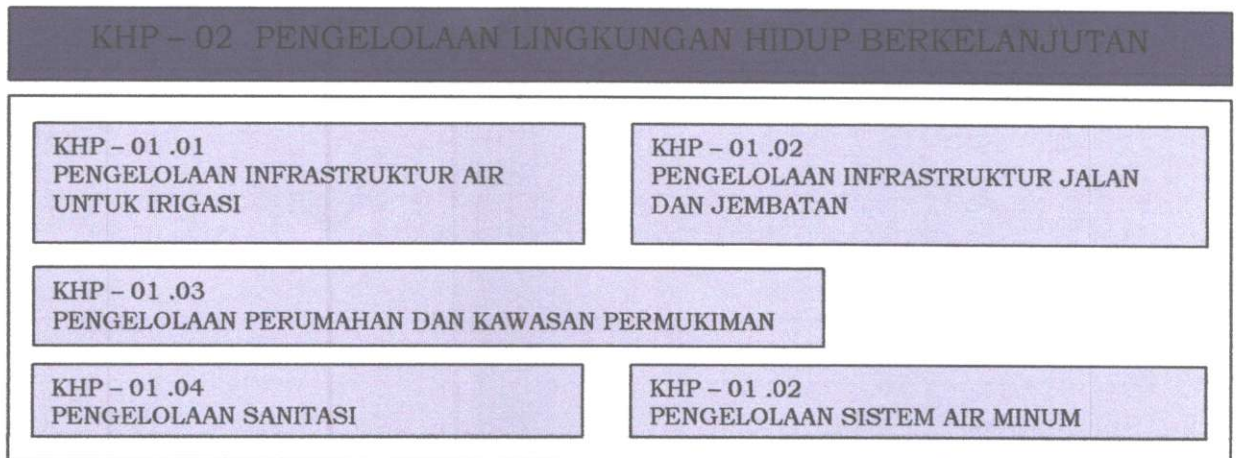 KHP – 02 PENGELOLAAN LINGKUNGAN HIDUP BERKELANJUTAN
KHP – 01 .01
PENGELOLAAN INFRASTRUKTUR AIR
UNTUK IRIGASI
KHP – 01 .02
PENGELOLAAN INFRASTRUKTUR JALAN
DAN JEMBATAN
KHP – 01 .03
PENGELOLAAN PERUMAHAN DAN KAWASAN PERMUKIMAN
KHP – 01 .04
PENGELOLAAN SANITASI
KHP – 01 .02
PENGELOLAAN SISTEM AIR MINUM